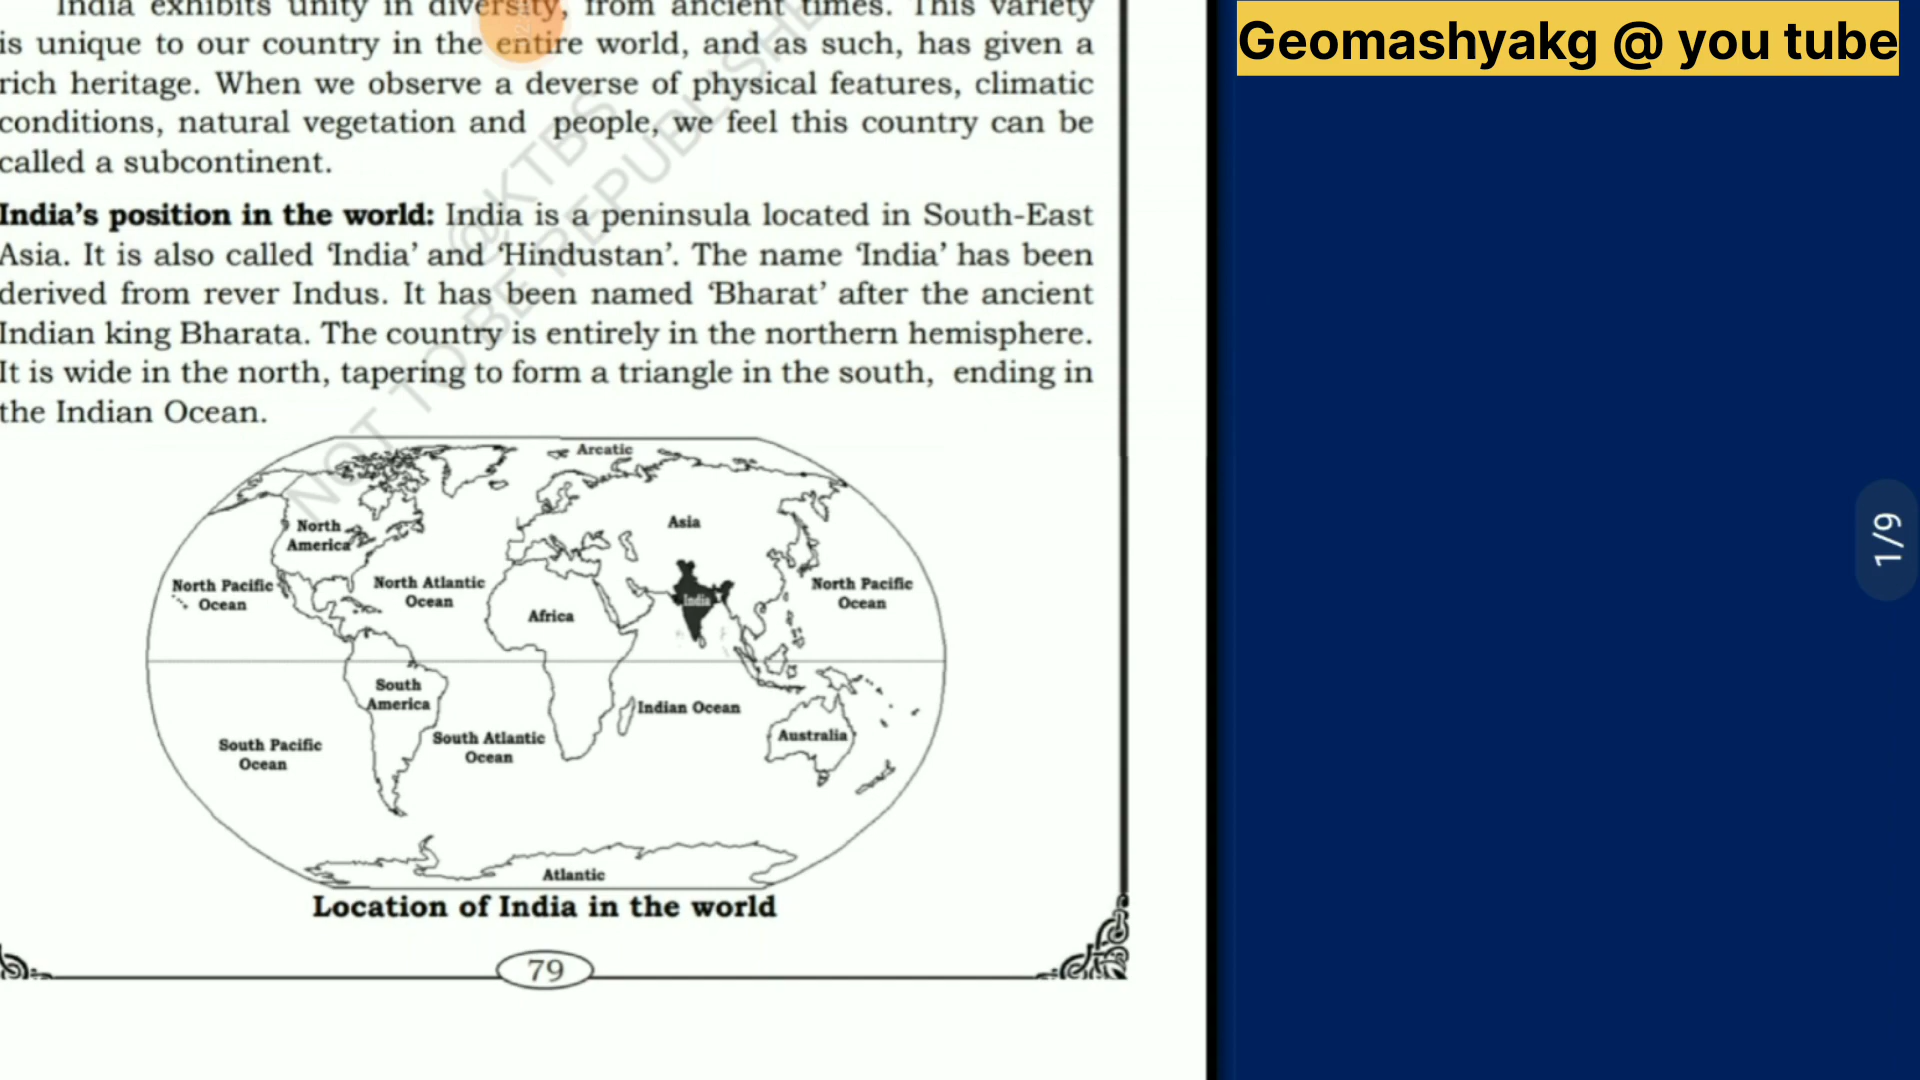 India exhibits unity in diversity, from ancient times. This variety
is unique to our country in the entire world, and as such, has given a
rich heritage. When we observe a deverse of physical features, climatic
conditions, natural vegetation and people, we feel this country can be
called a subcontinent.
India’s position in the world: India is a peninsula located in South-East
Asia. It is also called ‘India’ and ‘Hindustan’. The name ‘India’ has been
derived from rever Indus. It has been named ‘Bharat’ after the ancient
Indian king Bharata. The country is entirely in the northern hemisphere.
It is wide in the north, tapering to form a triangle in the south, ending in
the Indian Ocean.
@KTBS
NOT TO BE REPUBLISHE
Arcatic
North
America
Asia
North Pacific
Ocean
North Atlantic
Ocean
Africa
India
North Pacific
Ocean
South
America
Indian Ocean
South Pacific
Ocean
South Atlantic
Ocean
Australia
Atlantic
Location of India in the world
79
Geomashyakg @ you tube
1/9